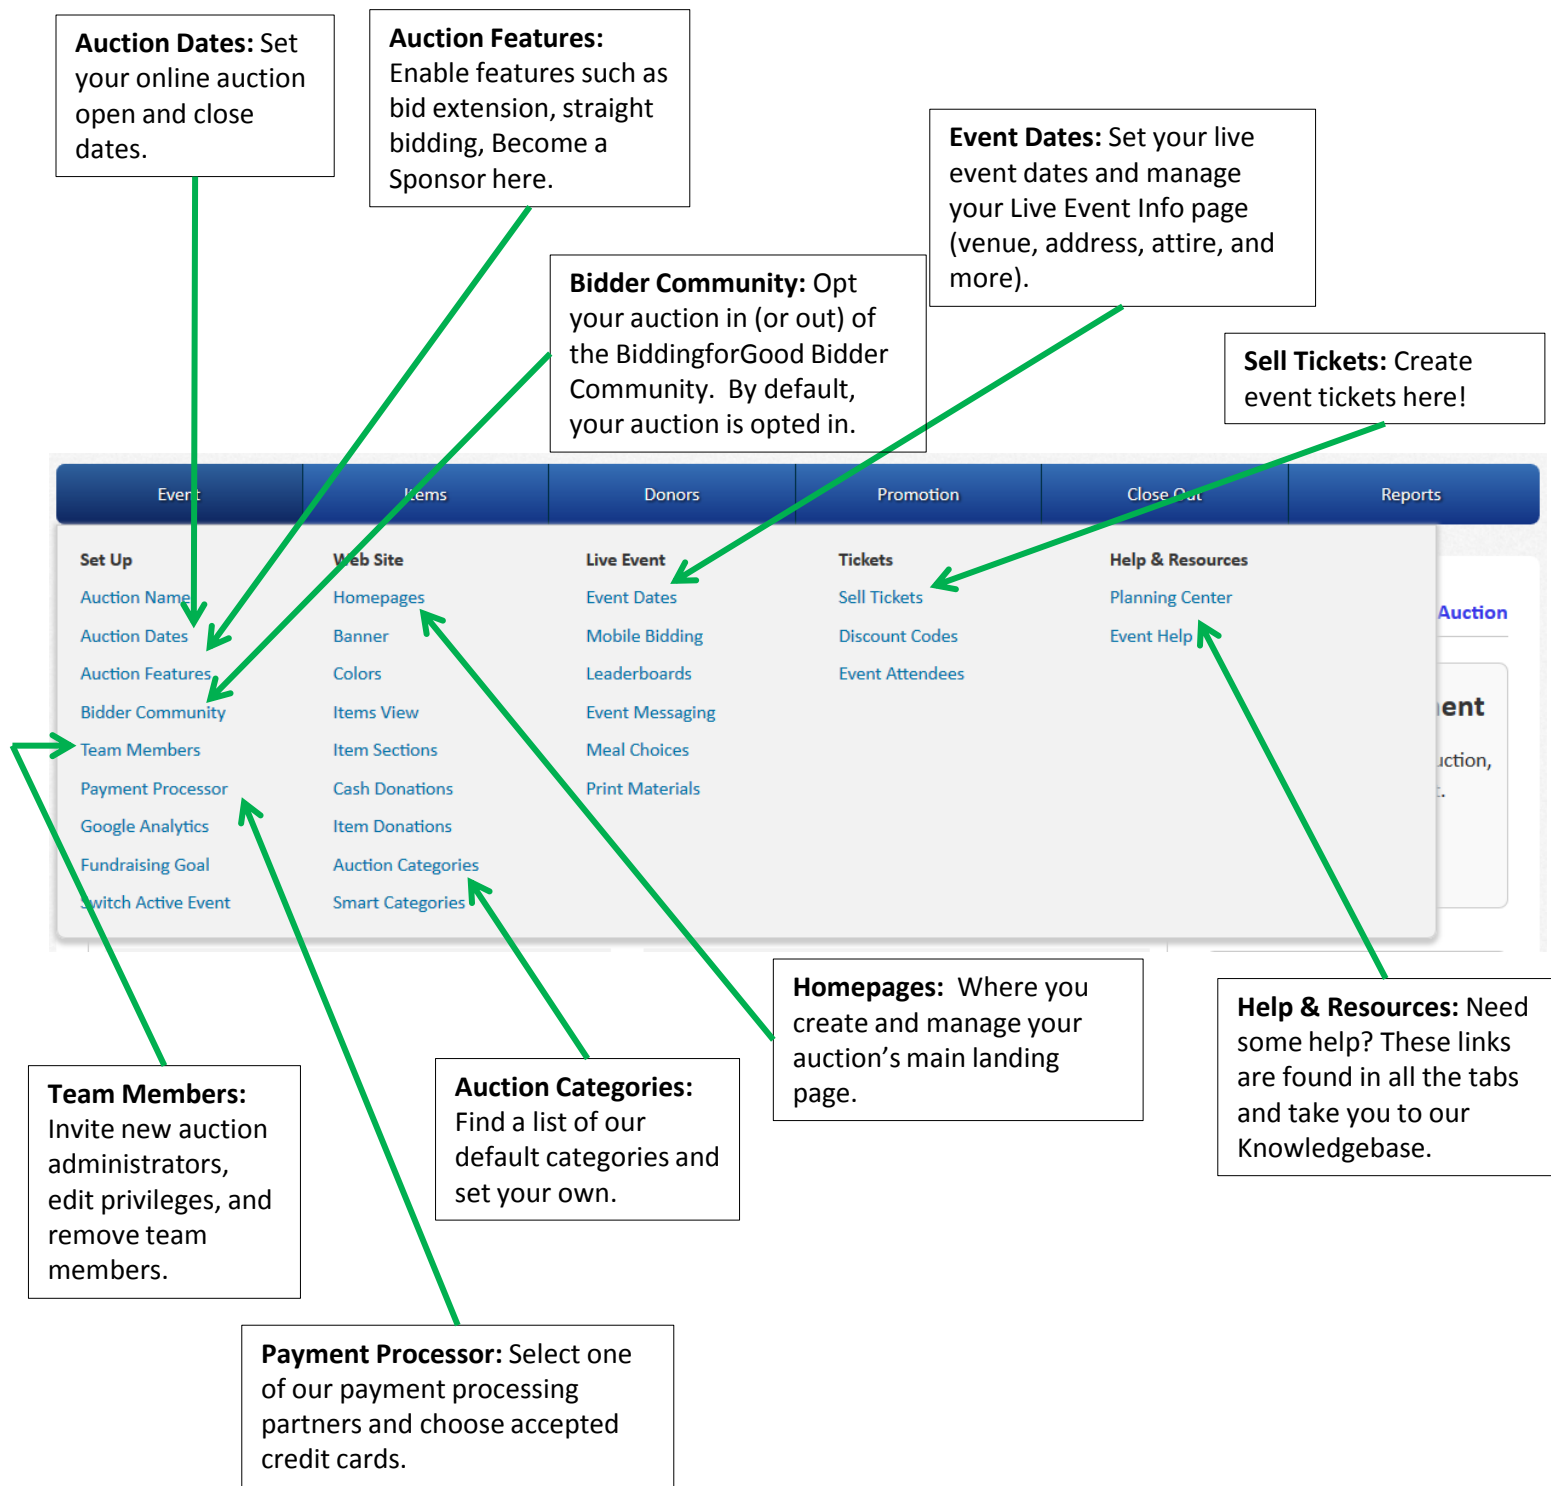 Auction Dates: Set
your online auction
open and close
dates.
Auction Features:
Enable features such as
bid extension, straight
bidding, Become a
Sponsor here.
Event Dates: Set your live
event dates and manage
your Live Event Info page
(venue, address, attire, and
more).
Bidder Community: Opt
your auction in (or out) of
the BiddingforGood Bidder
Community.  By default,
your auction is opted in.
Sell Tickets: Create
event tickets here!
Event Items Donors Promotion Close Out Reports
Set Up
Auction Name
Auction Dates
Auction Features
Bidder Community
Team Members
Payment Processor
Google Analytics
Fundraising Goal
Switch Active Event
Web Site
Homepages
Banner
Colors
Items View
Item Sections
Cash Donations
Item Donations
Auction Categories
Smart Categories
Live Event
Event Dates
Mobile Bidding
Leaderboards
Event Messaging
Meal Choices
Print Materials
Tickets
Sell Tickets
Discount Codes
Event Attendees
Help & Resources
Planning Center
Event Help
Auction
Homepages:  Where you
create and manage your
auction's main landing
page.
Help & Resources: Need
some help? These links
are found in all the tabs
and take you to our
Knowledgebase.
Team Members:
Invite new auction
administrators,
edit privileges, and
remove team
members.
Auction Categories:
Find a list of our
default categories and
set your own.
Payment Processor: Select one
of our payment processing
partners and choose accepted
credit cards.